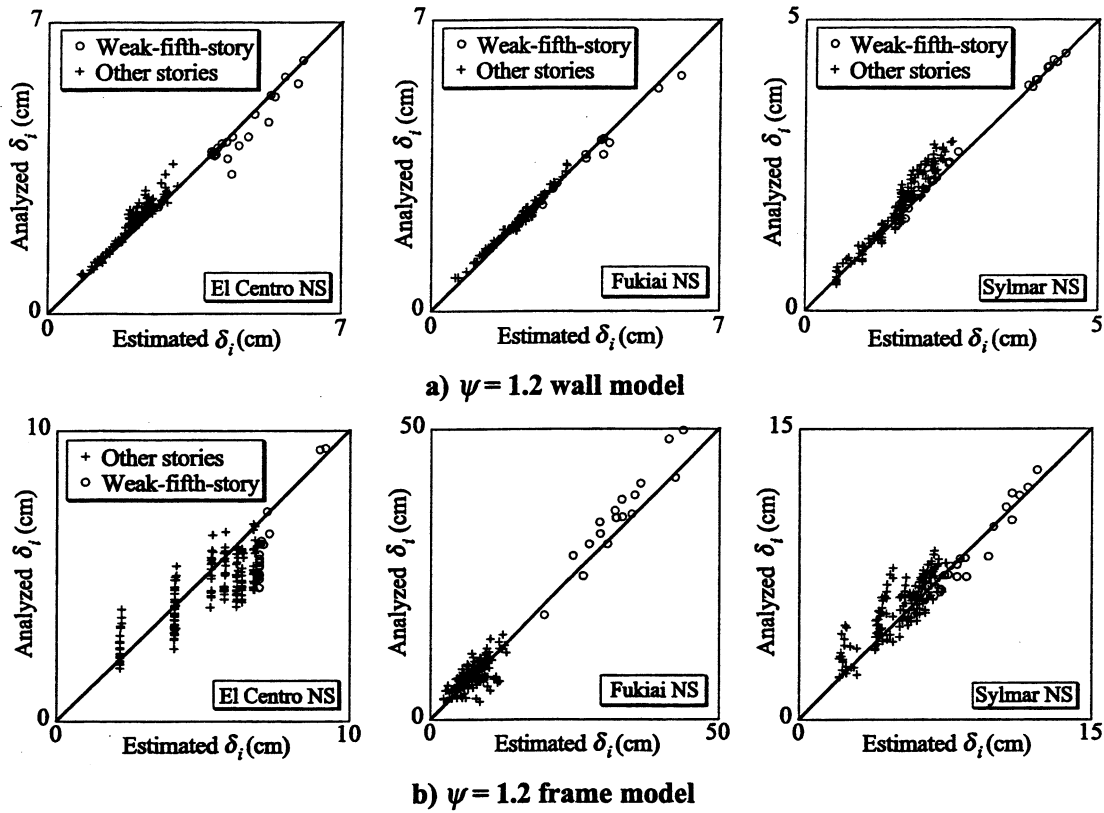 7
Weak-fifth-story
Other stories
Analyzed δi (cm)
El Centro NS
0
0
7
Estimated δi (cm)
7
Weak-fifth-story
Other stories
Analyzed δi (cm)
Fukiai NS
0
0
7
Estimated δi (cm)
5
Weak-fifth-story
Other stories
Analyzed δi (cm)
Sylmar NS
0
0
5
Estimated δi (cm)
a) ψ = 1.2 wall model
10
Other stories
Weak-fifth-story
Analyzed δi (cm)
El Centro NS
0
0
10
Estimated δi (cm)
50
Analyzed δi (cm)
Fukiai NS
0
0
50
Estimated δi (cm)
15
Analyzed δi (cm)
Sylmar NS
0
0
15
Estimated δi (cm)
b) ψ = 1.2 frame model